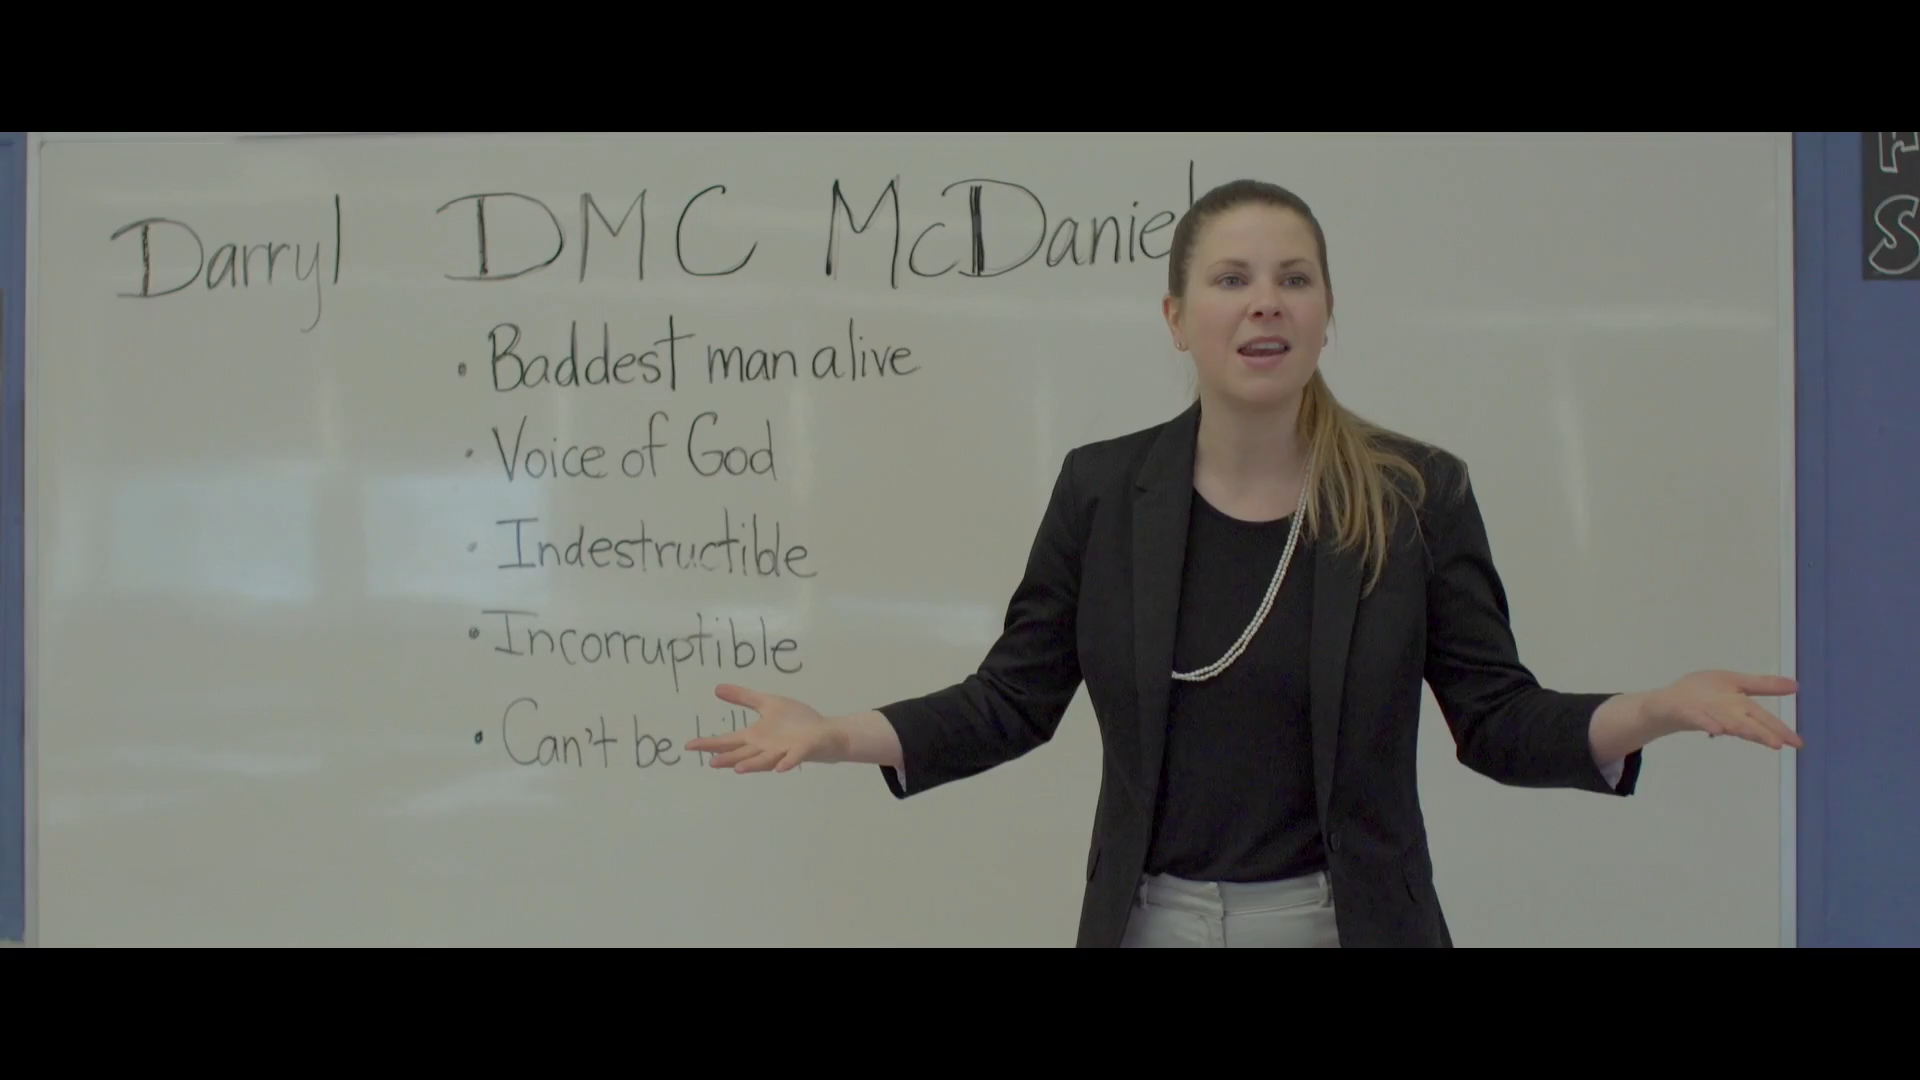 Darryl DMC McDaniel
• Baddest man alive
• Voice of God
• Indestructible
• Incorruptible
• Can't be